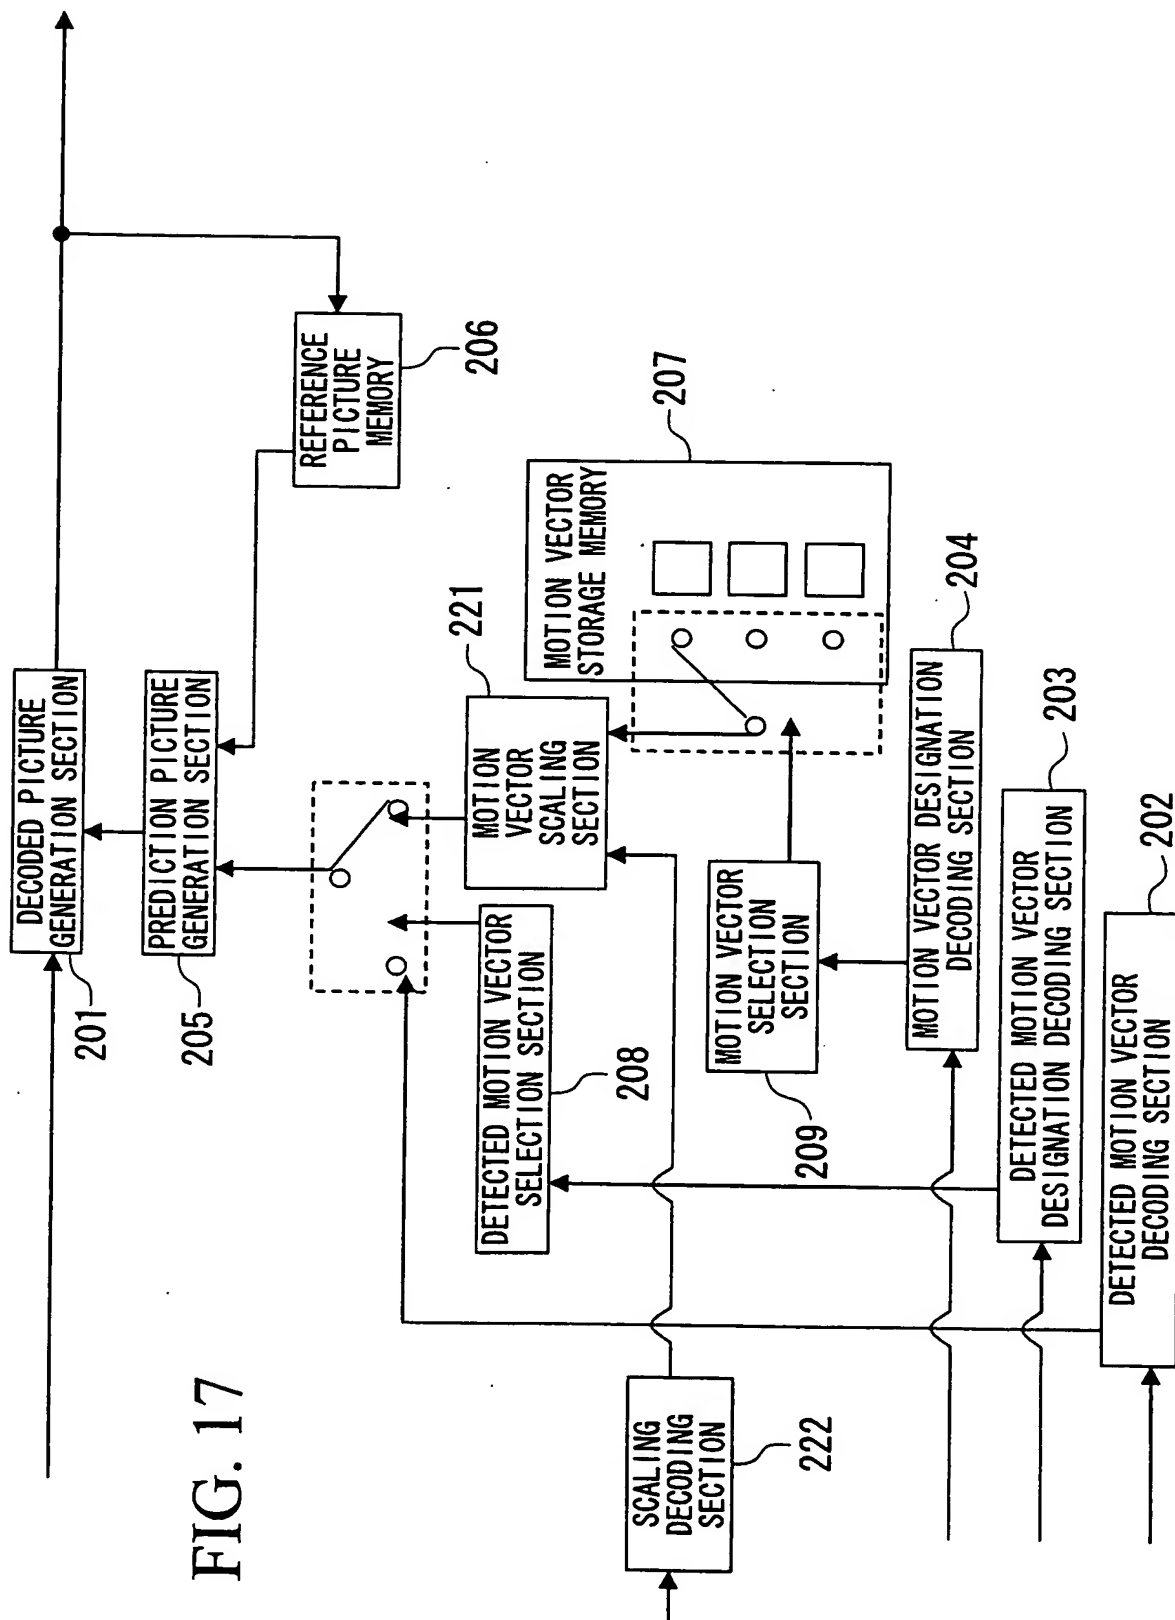 FIG. 17
DECODED PICTURE
GENERATION SECTION
201
PREDICTION PICTURE
GENERATION SECTION
205
REFERENCE
PICTURE
MEMORY
206
DETECTED MOTION VECTOR
SELECTION SECTION
208
MOTION
VECTOR
SCALING
SECTION
221
MOTION VECTOR
STORAGE MEMORY
207
SCALING
DECODING
SECTION
222
MOTION VECTOR
SELECTION
SECTION
209
MOTION VECTOR DESIGNATION
DECODING SECTION
204
DETECTED MOTION VECTOR
DESIGNATION DECODING SECTION
203
DETECTED MOTION VECTOR
DECODING SECTION
202